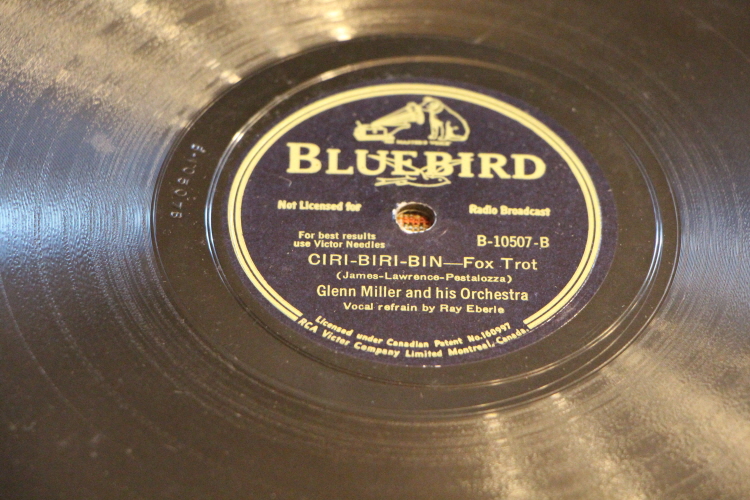 HIS MASTER'S VOICE
BLUEBIRD
Not Licensed for Radio Broadcast
For best results
use Victor Needles
B-10507-B
CIRI-BIRI-BIN—Fox Trot
(James-Lawrence-Pestalozza)
Glenn Miller and his Orchestra
Vocal refrain by Ray Eberle
Licensed under Canadian Patent No. 160997
RCA Victor Company Limited Montreal, Canada.